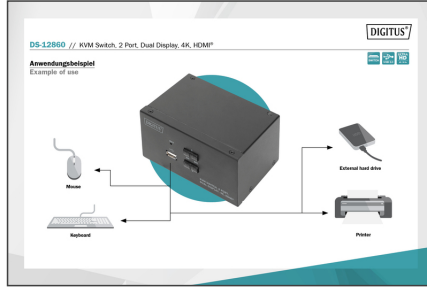 DIGITUS®
DS-12860 // KVM Switch, 2 Port, Dual Display, 4K, HDMI®
Anwendungsbeispiel
Example of use
HD
Mouse
External hard drive
Keyboard
Printer